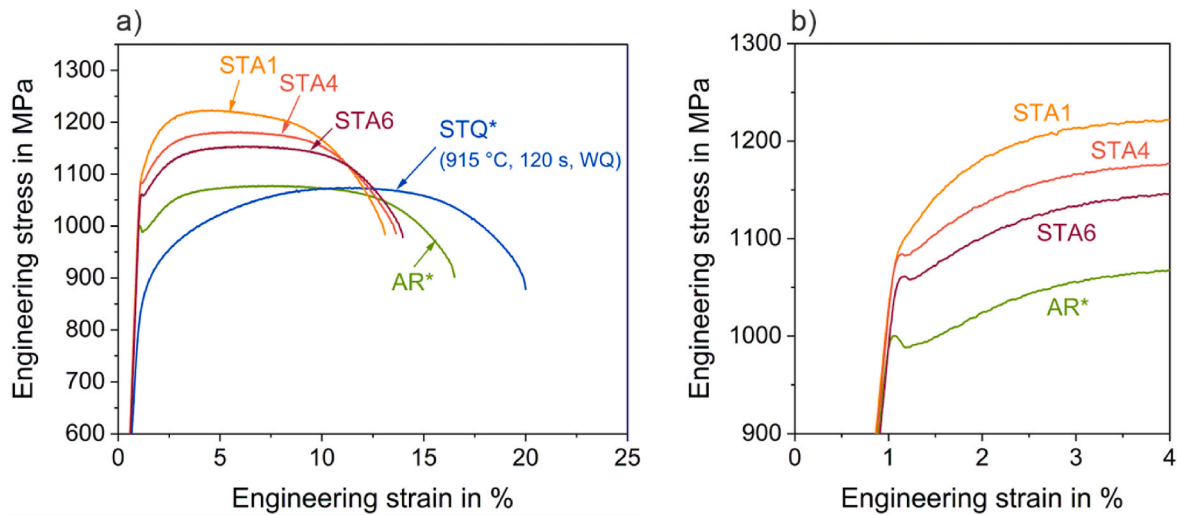 a)
Engineering stress in MPa
1300
1200
1100
1000
900
800
700
600
0
5
10
15
20
25
Engineering strain in %
STA1
STA4
STA6
STQ*
(915 °C, 120 s, WQ)
AR*
b)
Engineering stress in MPa
1300
1200
1100
1000
900
0
1
2
3
4
Engineering strain in %
STA1
STA4
STA6
AR*